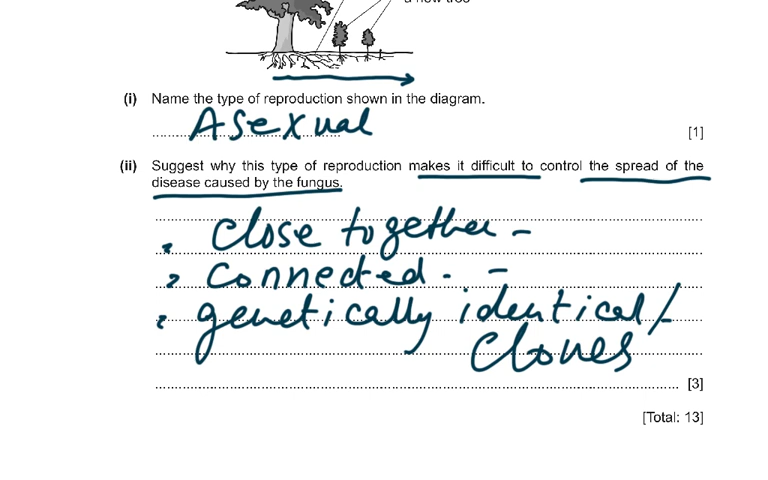 a new tree
(i) Name the type of reproduction shown in the diagram.
Asexual [1]
(ii) Suggest why this type of reproduction makes it difficult to control the spread of the
disease caused by the fungus.
close together -
connected - -
genetically identical /
Clones
[3]
[Total: 13]